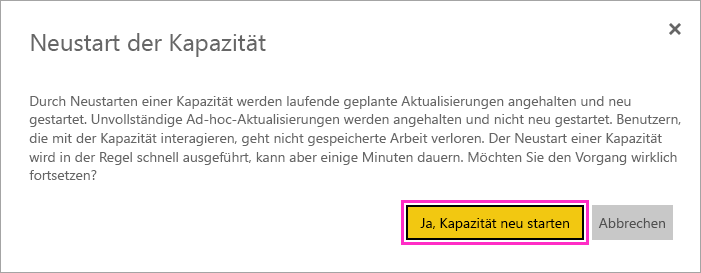 Neustart der Kapazität
Durch Neustarten einer Kapazität werden laufende geplante Aktualisierungen angehalten und neu
gestartet. Unvollständige Ad-hoc-Aktualisierungen werden angehalten und nicht neu gestartet. Benutzern,
die mit der Kapazität interagieren, geht nicht gespeicherte Arbeit verloren. Der Neustart einer Kapazität
wird in der Regel schnell ausgeführt, kann aber einige Minuten dauern. Möchten Sie den Vorgang wirklich
fortsetzen?
Ja, Kapazität neu starten
Abbrechen